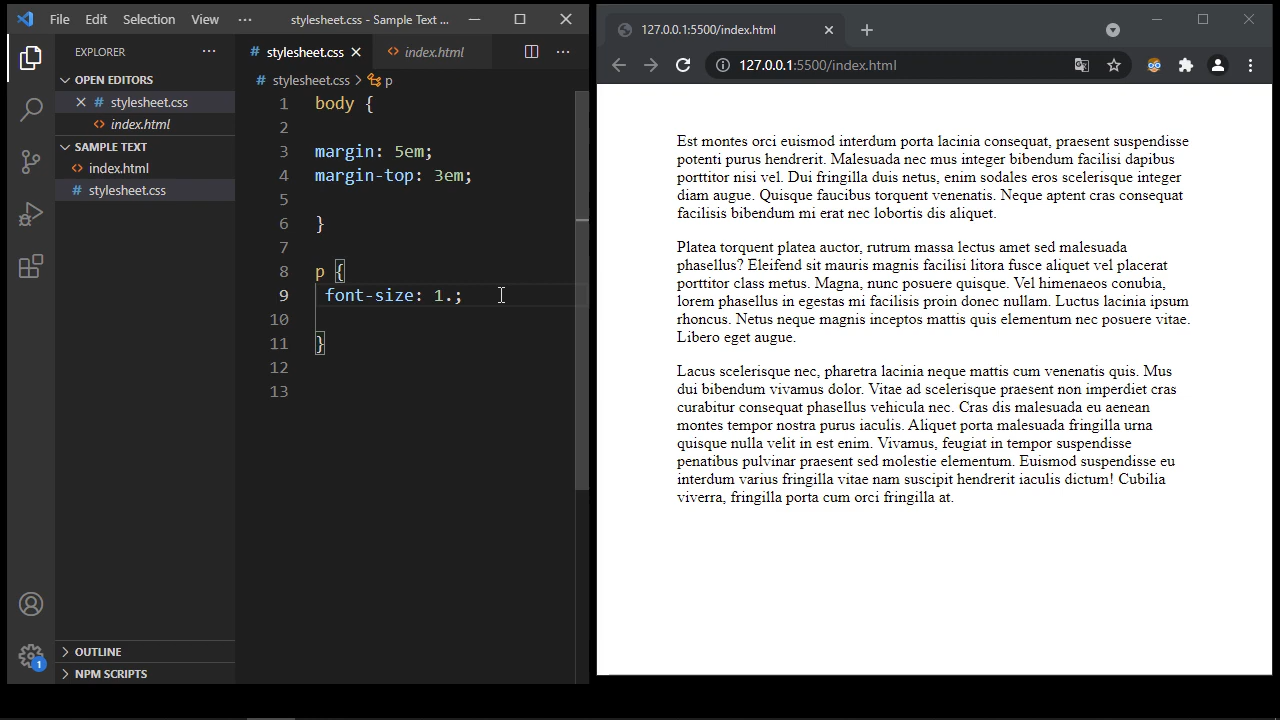 File Edit Selection View ··· stylesheet.css - Sample Text ...
EXPLORER ···
OPEN EDITORS
# stylesheet.css
<> index.html
SAMPLE TEXT
<> index.html
# stylesheet.css
OUTLINE
NPM SCRIPTS
1
# stylesheet.css <> index.html ···
# stylesheet.css > p
1 body {
2
3 margin: 5em;
4 margin-top: 3em;
5
6 }
7
8 p {
9 font-size: 1.;
10
11 }
12
13
127.0.0.1:5500/index.html
127.0.0.1:5500/index.html
Est montes orci euismod interdum porta lacinia consequat, praesent suspendisse
potenti purus hendrerit. Malesuada nec mus integer bibendum facilisi dapibus
porttitor nisi vel. Dui fringilla duis netus, enim sodales eros scelerisque integer
diam augue. Quisque faucibus torquent venenatis. Neque aptent cras consequat
facilisis bibendum mi erat nec lobortis dis aliquet.
Platea torquent platea auctor, rutrum massa lectus amet sed malesuada
phasellus? Eleifend sit mauris magnis facilisi litora fusce aliquet vel placerat
porttitor class metus. Magna, nunc posuere quisque. Vel himenaeos conubia,
lorem phasellus in egestas mi facilisis proin donec nullam. Luctus lacinia ipsum
rhoncus. Netus neque magnis inceptos mattis quis elementum nec posuere vitae.
Libero eget augue.
Lacus scelerisque nec, pharetra lacinia neque mattis cum venenatis quis. Mus
dui bibendum vivamus dolor. Vitae ad scelerisque praesent non imperdiet cras
curabitur consequat phasellus vehicula nec. Cras dis malesuada eu aenean
montes tempor nostra purus iaculis. Aliquet porta malesuada fringilla urna
quisque nulla velit in est enim. Vivamus, feugiat in tempor suspendisse
penatibus pulvinar praesent sed molestie elementum. Euismod suspendisse eu
interdum varius fringilla vitae nam suscipit hendrerit iaculis dictum! Cubilia
viverra, fringilla porta cum orci fringilla at.